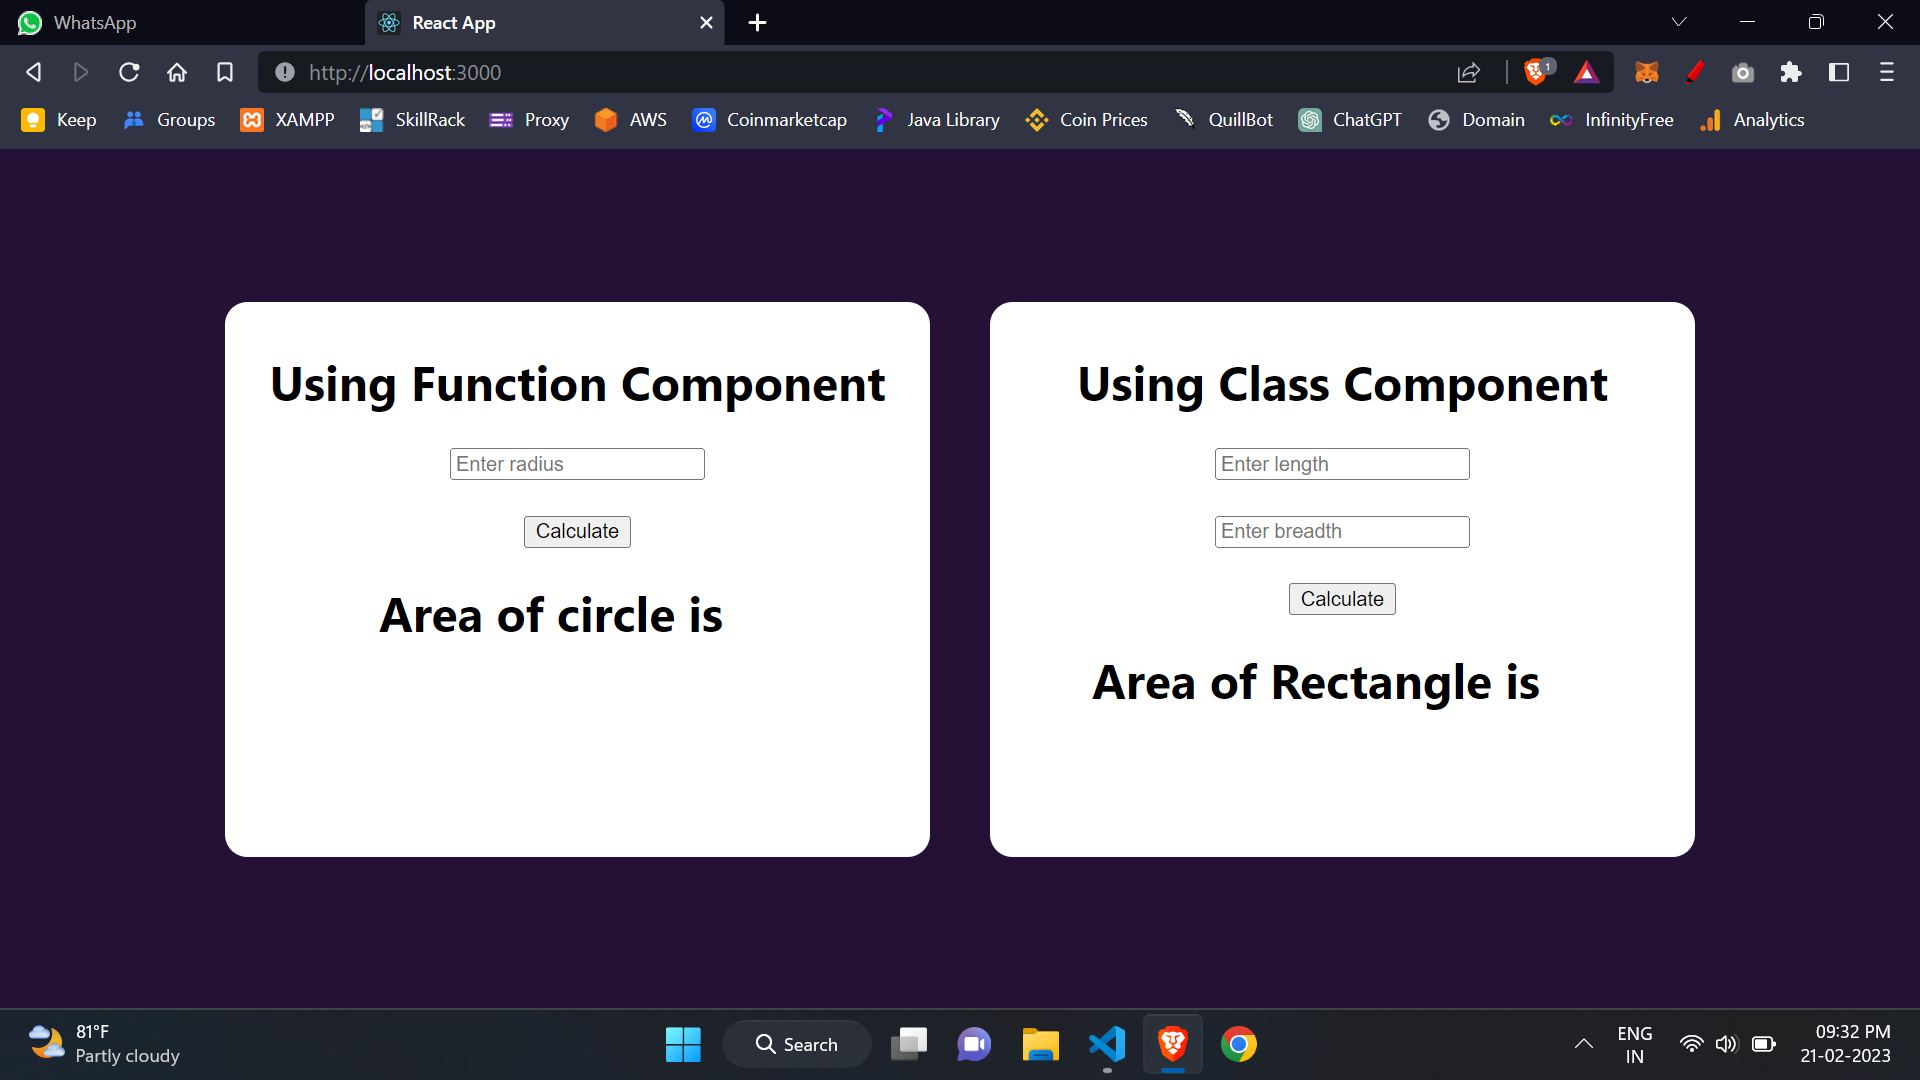 WhatsApp
React App
http://localhost:3000
1
Keep Groups XAMPP SkillRack Proxy AWS Coinmarketcap Java Library Coin Prices QuillBot ChatGPT Domain InfinityFree Analytics
Using Function Component
Enter radius
Calculate
Area of circle is
Using Class Component
Enter length
Enter breadth
Calculate
Area of Rectangle is
81°F
Partly cloudy
Search
ENG
IN
09:32 PM
21-02-2023